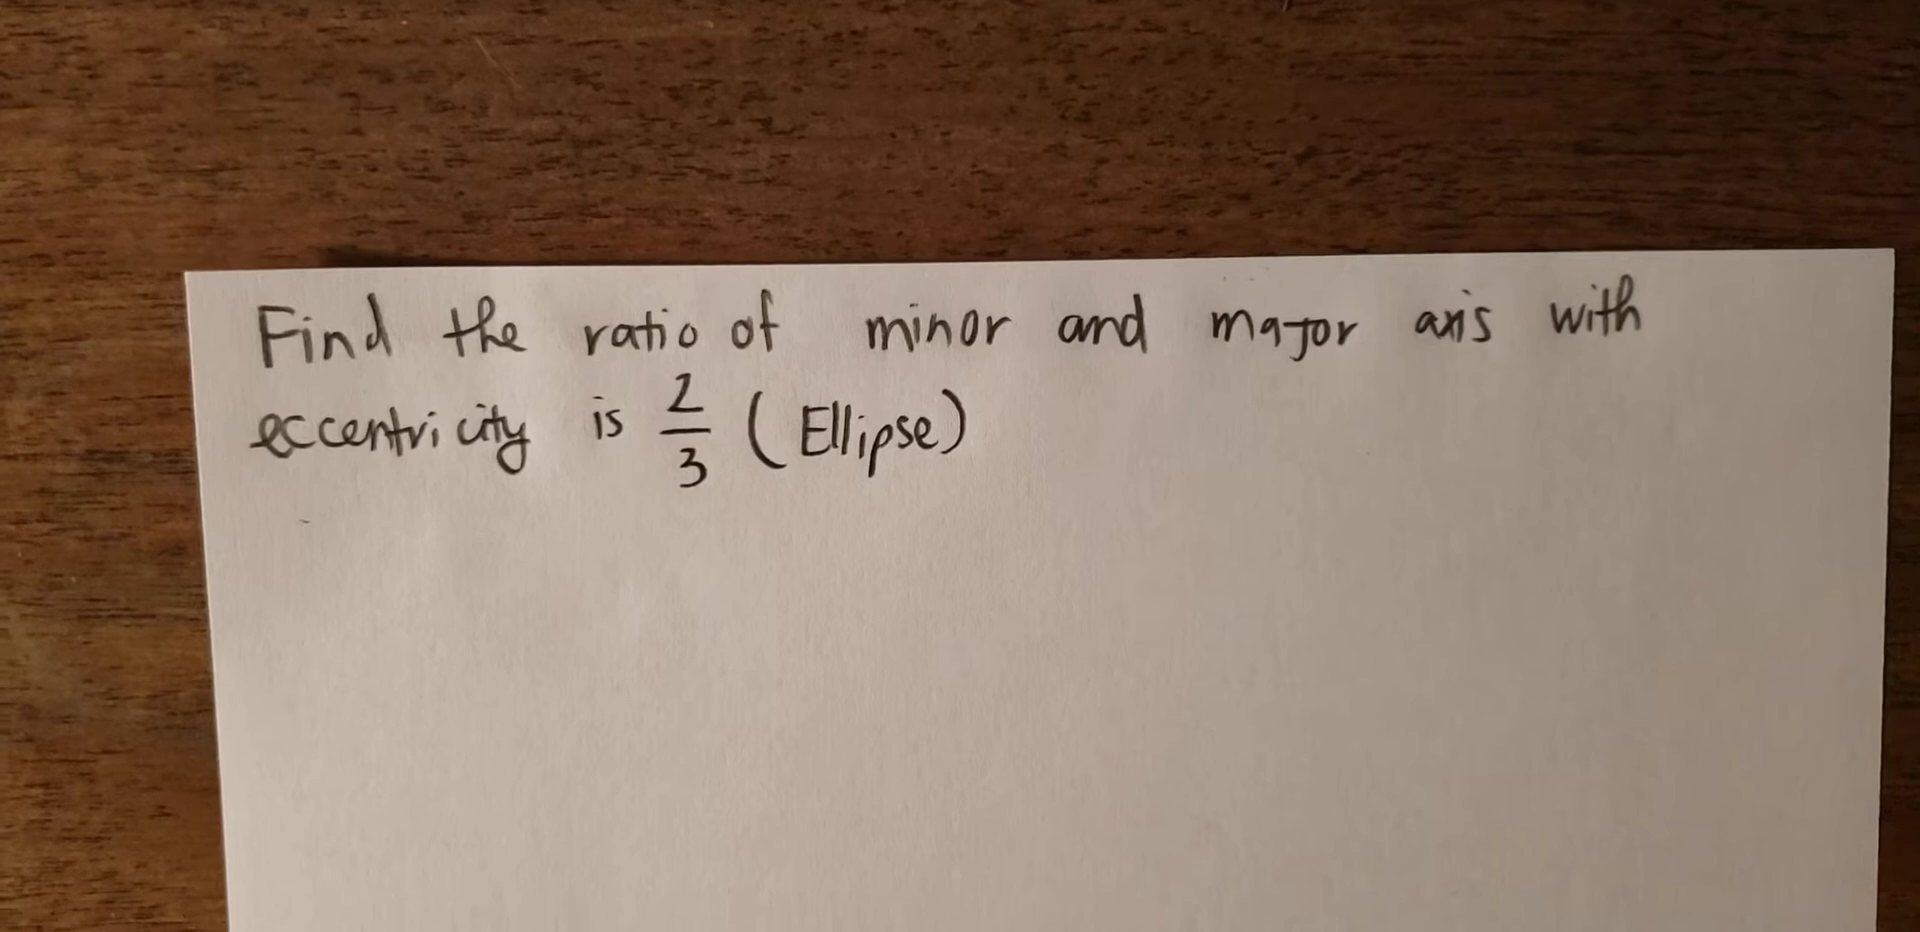 Find the ratio of minor and major axis with
eccentricity is 2/3 (Ellipse)